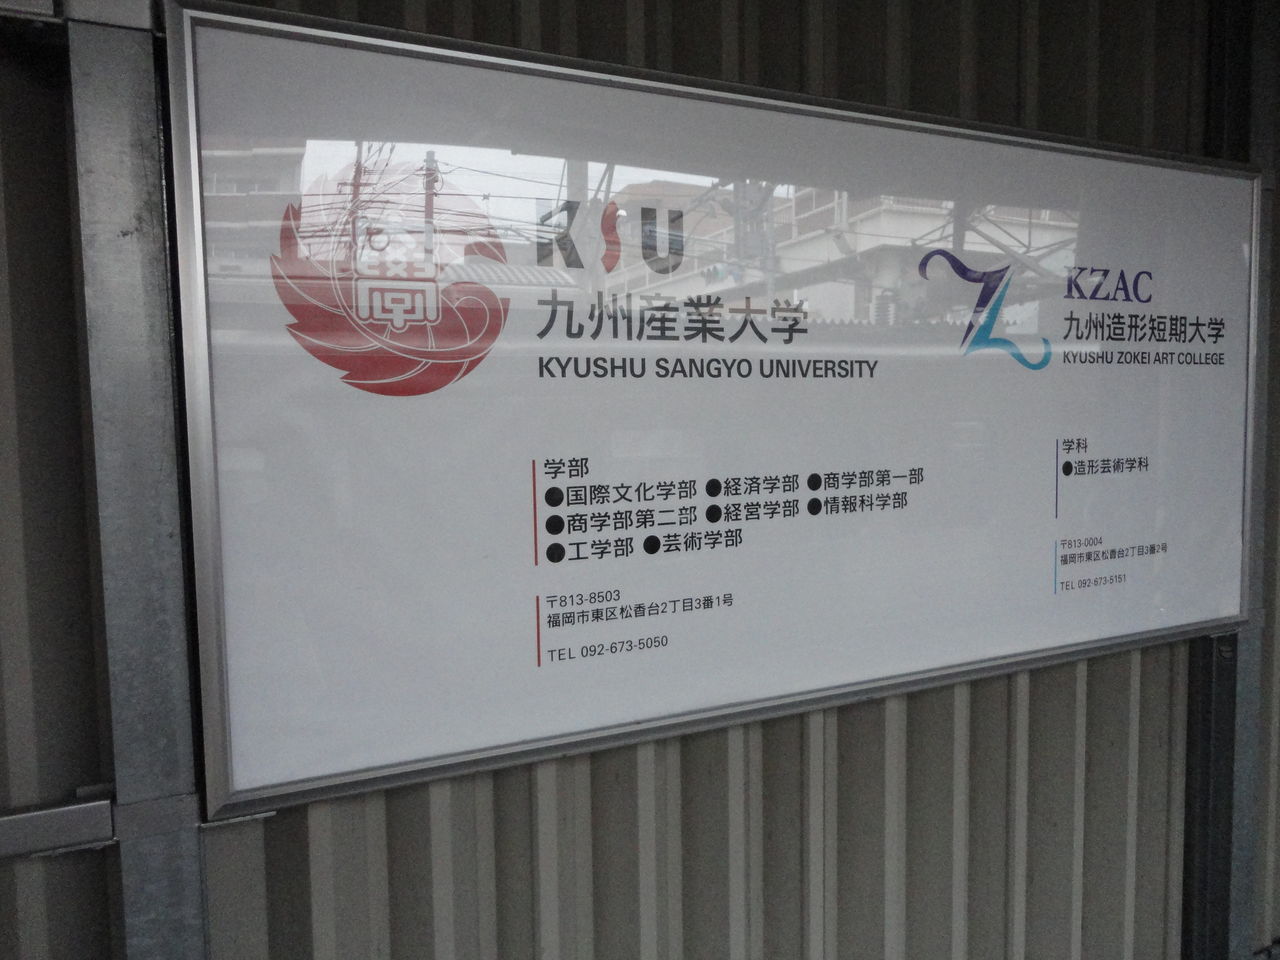 學
KSU
九州産業大学
KYUSHU SANGYO UNIVERSITY
学部
●国際文化学部 ●経済学部 ●商学部第一部
●商学部第二部 ●経営学部 ●情報科学部
●工学部 ●芸術学部
〒813-8503
福岡市東区松香台2丁目3番1号
TEL 092-673-5050
KZAC
九州造形短期大学
KYUSHU ZOKEI ART COLLEGE
学科
●造形芸術学科
〒813-0004
福岡市東区松香台2丁目3番2号
TEL 092-673-5151